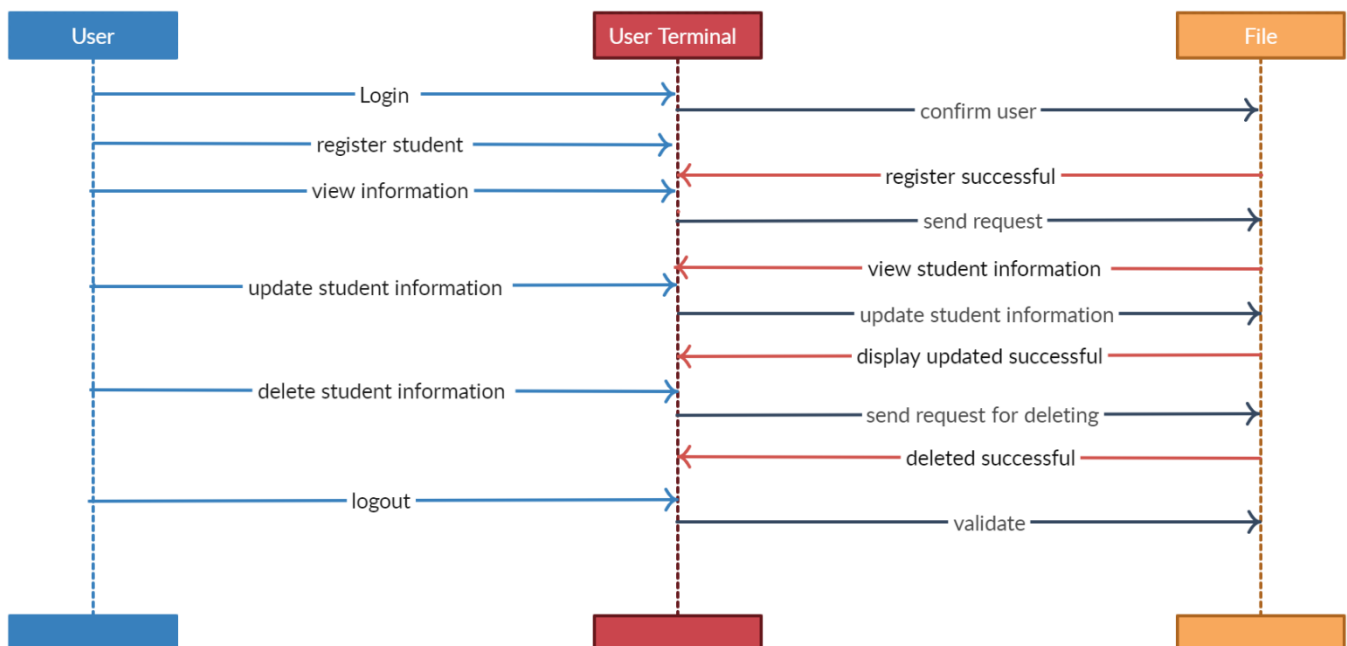 User
User Terminal
File
Login
confirm user
register student
register successful
view information
send request
view student information
update student information
update student information
display updated successful
delete student information
send request for deleting
deleted successful
logout
validate